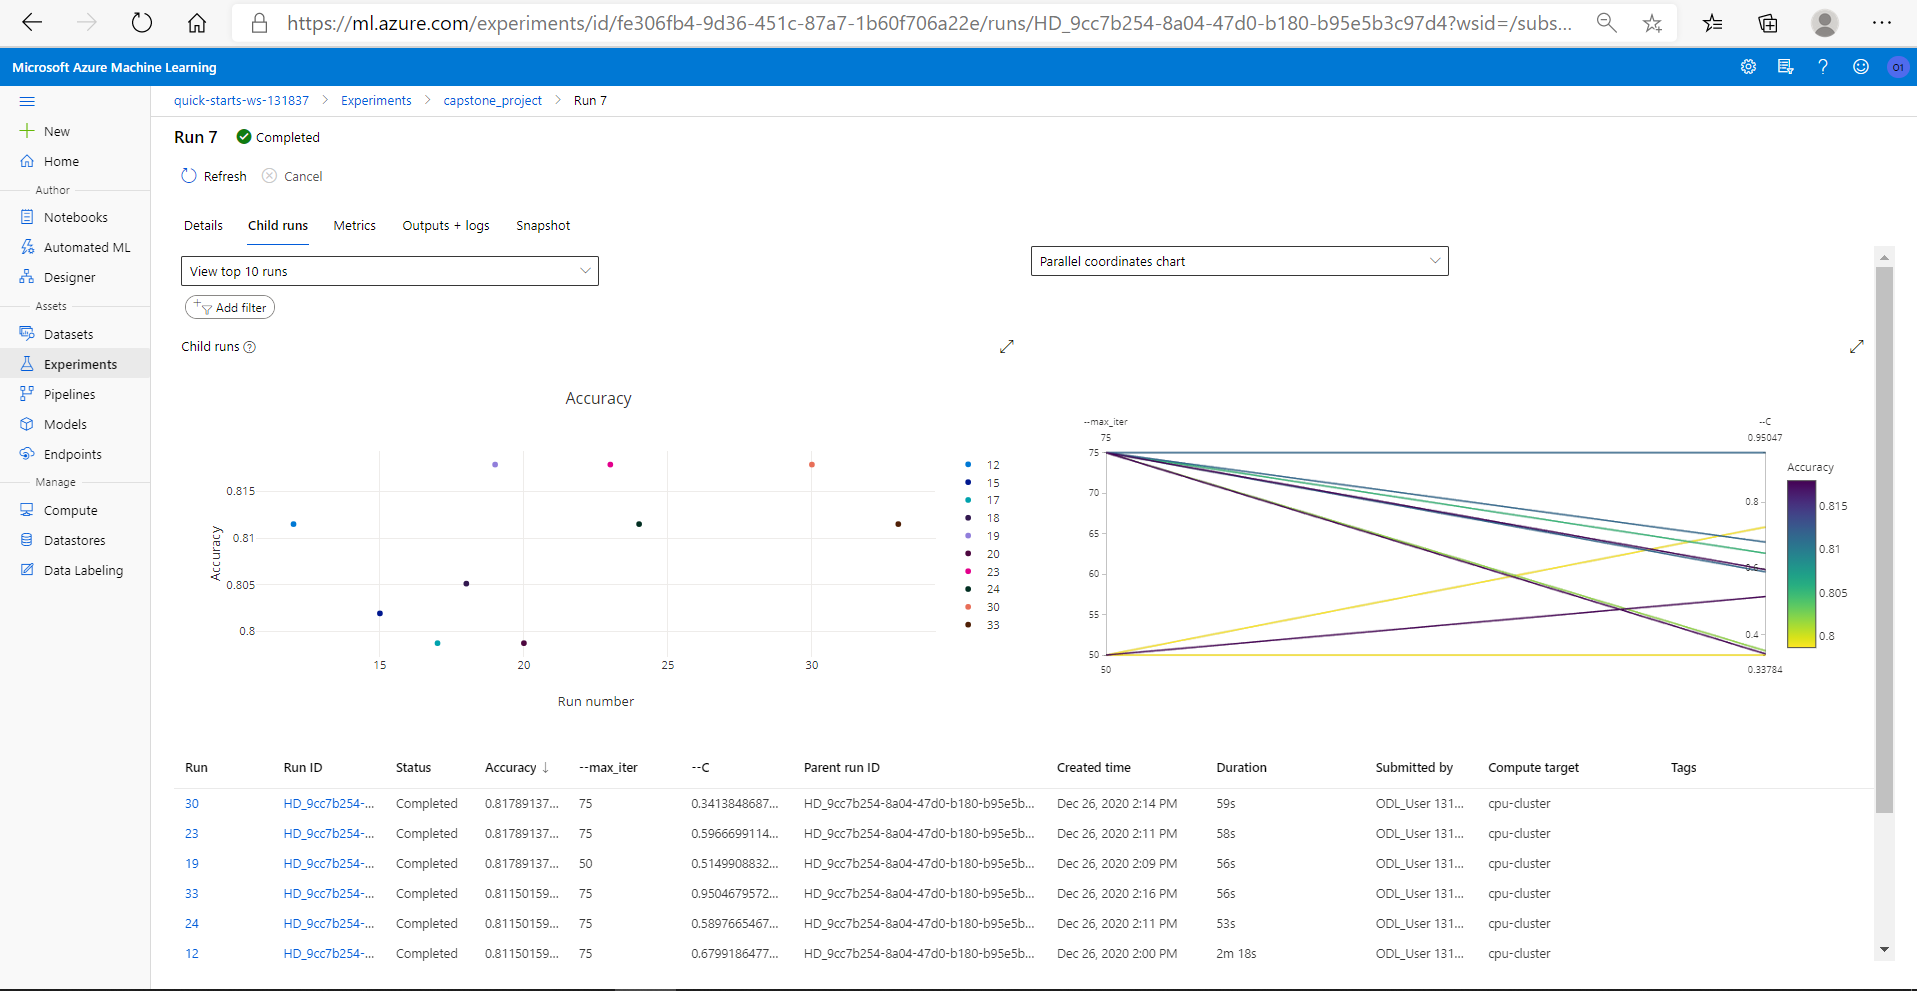 https://ml.azure.com/experiments/id/fe306fb4-9d36-451c-87a7-1b60f706a22e/runs/HD_9cc7b254-8a04-47d0-b180-b95e5b3c97d4?wsid=/subs...
Microsoft Azure Machine Learning
O1
quick-starts-ws-131837 > Experiments > capstone_project > Run 7
New
Home
Author
Notebooks
Automated ML
Designer
Assets
Datasets
Experiments
Pipelines
Models
Endpoints
Manage
Compute
Datastores
Data Labeling
Run 7 Completed
Refresh Cancel
Details Child runs Metrics Outputs + logs Snapshot
View top 10 runs
Add filter
Child runs
Accuracy
Accuracy
0.815
0.81
0.805
0.8
15 20 25 30
Run number
12
15
17
18
19
20
23
24
30
33
Parallel coordinates chart
--max_iter
75
75
70
65
60
55
50
50
--C
0.95047
0.8
0.6
0.4
0.33784
Accuracy
0.815
0.81
0.805
0.8
Run Run ID Status Accuracy ↓ --max_iter --C Parent run ID Created time Duration Submitted by Compute target Tags
30 HD_9cc7b254-... Completed 0.81789137... 75 0.3413848687... HD_9cc7b254-8a04-47d0-b180-b95e5b... Dec 26, 2020 2:14 PM 59s ODL_User 131... cpu-cluster
23 HD_9cc7b254-... Completed 0.81789137... 75 0.5966699114... HD_9cc7b254-8a04-47d0-b180-b95e5b... Dec 26, 2020 2:11 PM 58s ODL_User 131... cpu-cluster
19 HD_9cc7b254-... Completed 0.81789137... 50 0.5149908832... HD_9cc7b254-8a04-47d0-b180-b95e5b... Dec 26, 2020 2:09 PM 56s ODL_User 131... cpu-cluster
33 HD_9cc7b254-... Completed 0.81150159... 75 0.9504679572... HD_9cc7b254-8a04-47d0-b180-b95e5b... Dec 26, 2020 2:16 PM 56s ODL_User 131... cpu-cluster
24 HD_9cc7b254-... Completed 0.81150159... 75 0.5897665467... HD_9cc7b254-8a04-47d0-b180-b95e5b... Dec 26, 2020 2:11 PM 53s ODL_User 131... cpu-cluster
12 HD_9cc7b254-... Completed 0.81150159... 75 0.6799186477... HD_9cc7b254-8a04-47d0-b180-b95e5b... Dec 26, 2020 2:00 PM 2m 18s ODL_User 131... cpu-cluster